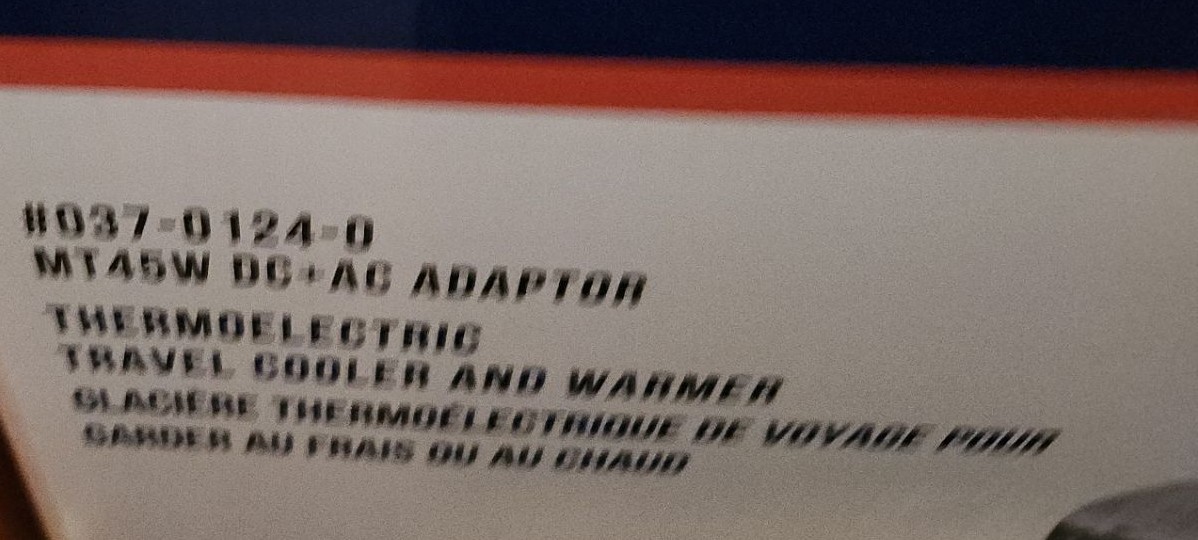 #037-0124-0
MT45W DC+AC ADAPTOR
THERMOELECTRIC
TRAVEL COOLER AND WARMER
GLACIÈRE THERMOÉLECTRIQUE DE VOYAGE POUR
GARDER AU FRAIS OU AU CHAUD